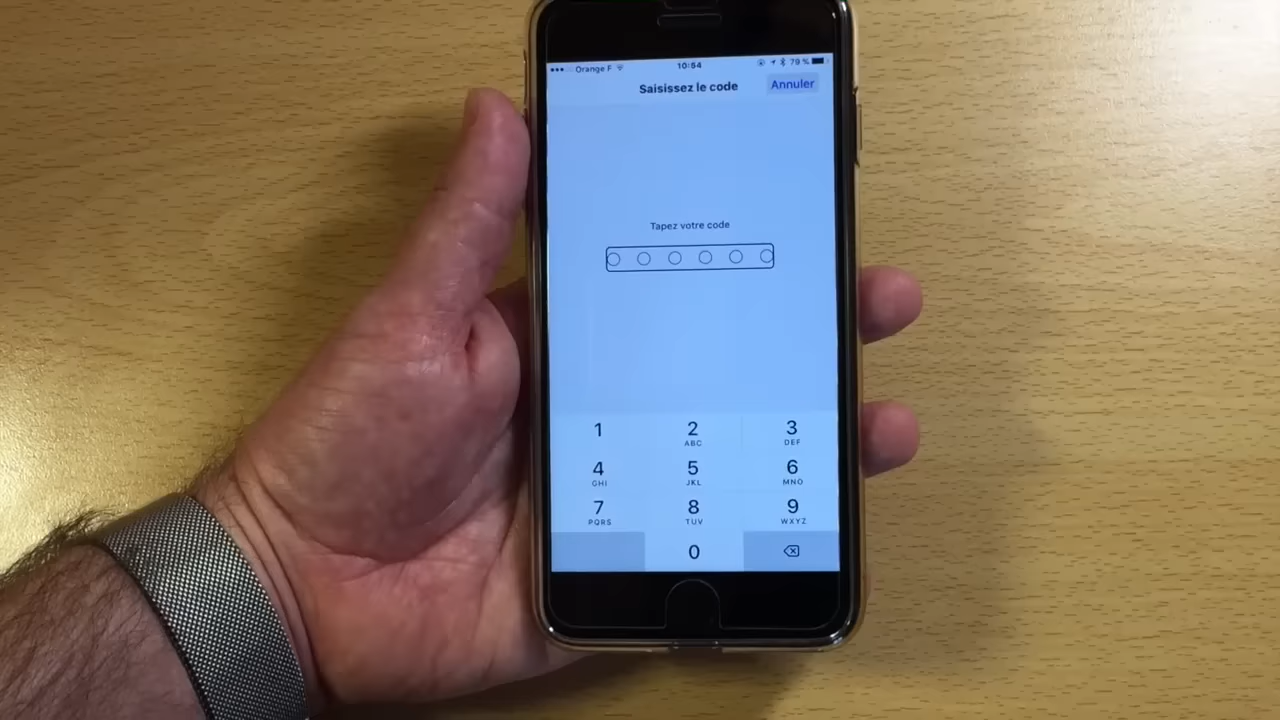 Orange F 10:54 79 %
Saisissez le code Annuler
Tapez votre code
1 2 3
ABC DEF
4 5 6
GHI JKL MNO
7 8 9
PQRS TUV WXYZ
0